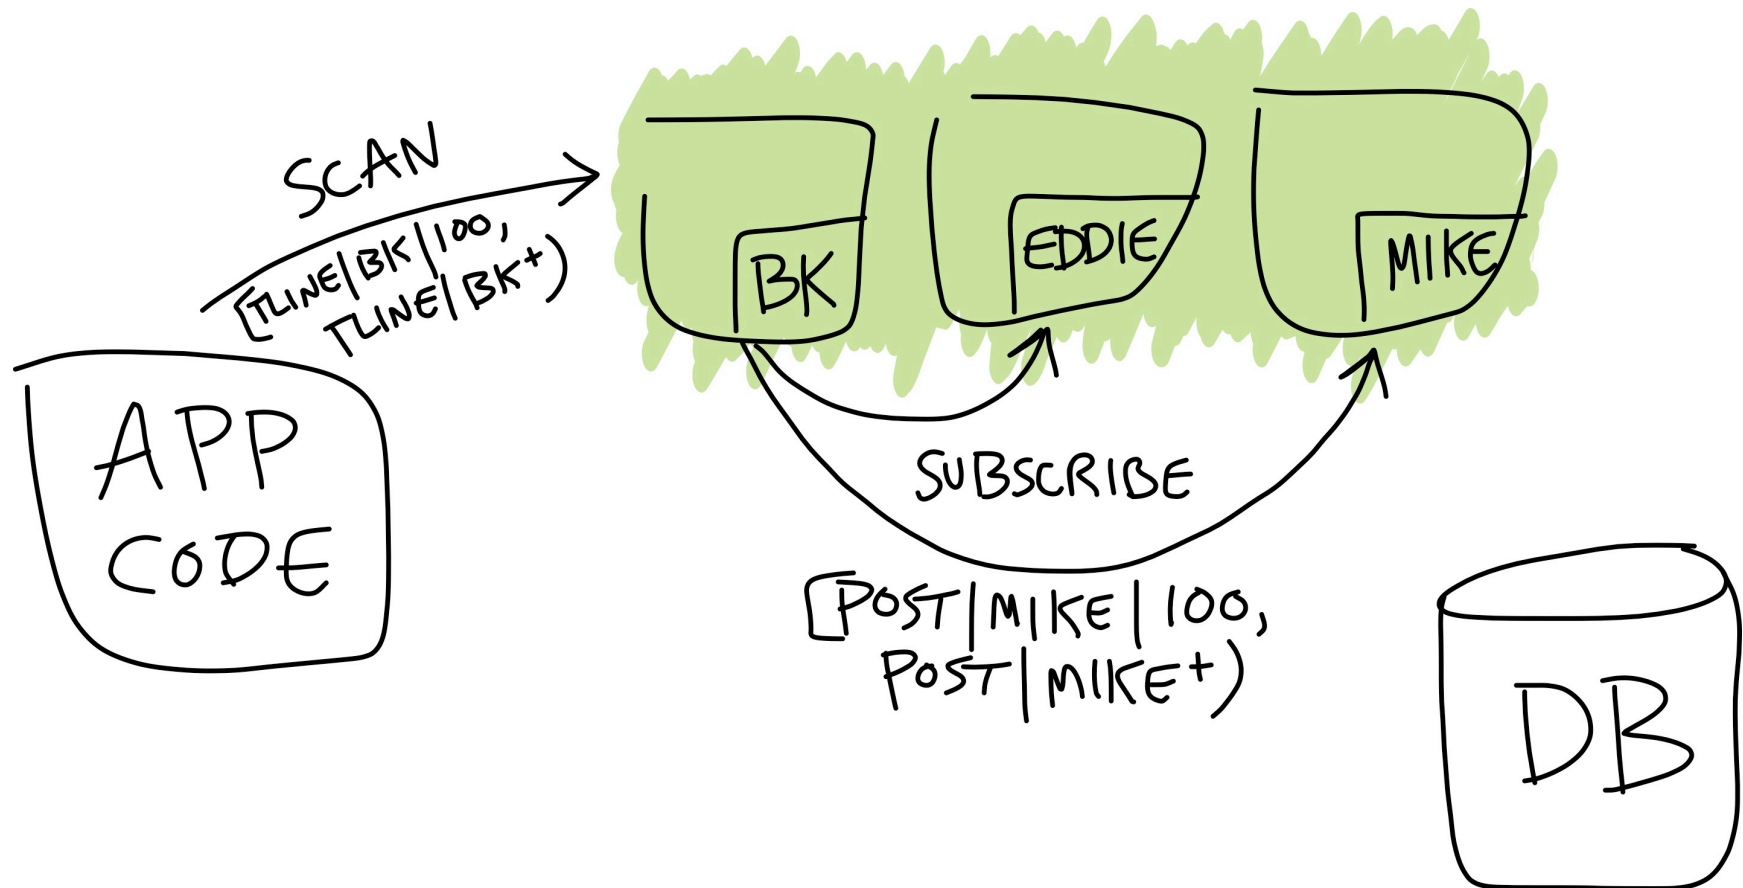 SCAN
[TLINE|BK|100,
TLINE|BK+)
BK
EDDIE
MIKE
APP
CODE
SUBSCRIBE
[POST|MIKE|100,
POST|MIKE+)
DB